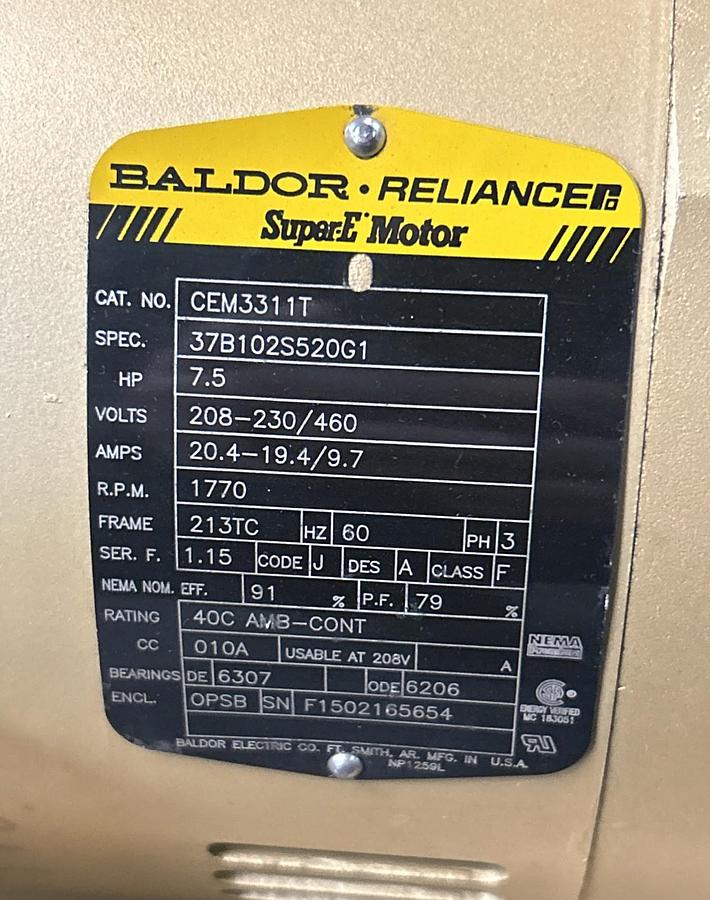 BALDOR • RELIANCE
Super-E Motor
CAT. NO. CEM3311T
SPEC. 37B102S520G1
HP 7.5
VOLTS 208-230/460
AMPS 20.4-19.4/9.7
R.P.M. 1770
FRAME 213TC HZ 60 PH 3
SER. F. 1.15 CODE J DES A CLASS F
NEMA NOM. EFF. 91 % P.F. 79 %
RATING 40C AMB-CONT
CC 010A USABLE AT 208V A
BEARINGS DE 6307 ODE 6206
ENCL. OPSB SN F1502165654
NEMA
ENERGY VERIFIED
MC 183051
BALDOR ELECTRIC CO. FT. SMITH, AR. MFG. IN U.S.A.
NP1259L